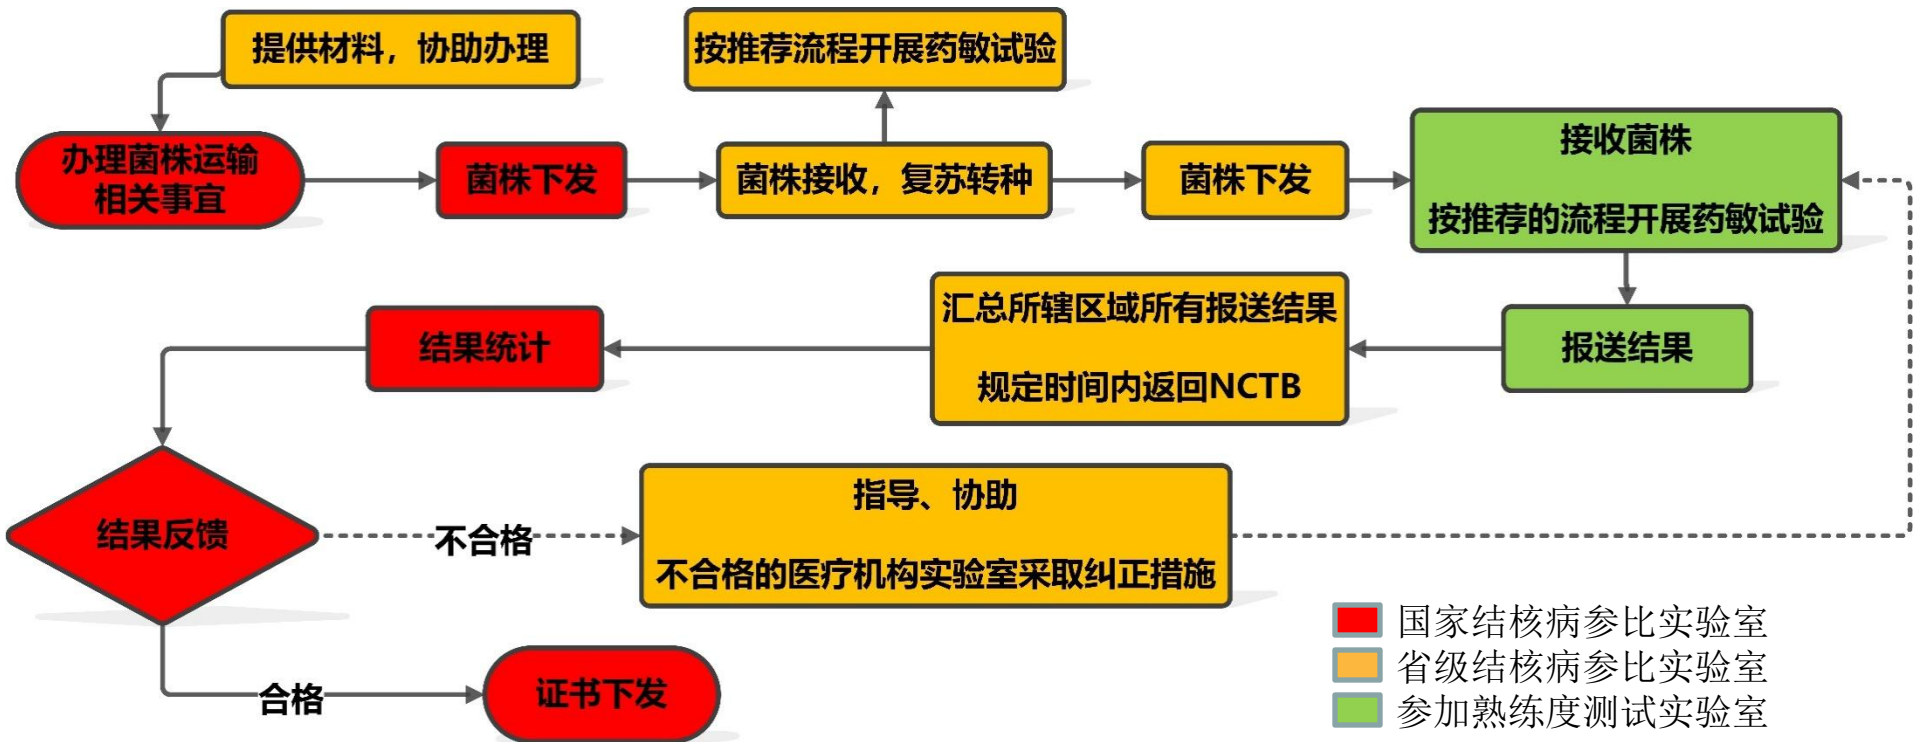 提供材料，协助办理
按推荐流程开展药敏试验
办理菌株运输
相关事宜
菌株下发
菌株接收，复苏转种
菌株下发
接收菌株
按推荐的流程开展药敏试验
结果统计
汇总所辖区域所有报送结果
规定时间内返回NCTB
报送结果
结果反馈
不合格
指导、协助
不合格的医疗机构实验室采取纠正措施
合格
证书下发
国家结核病参比实验室
省级结核病参比实验室
参加熟练度测试实验室